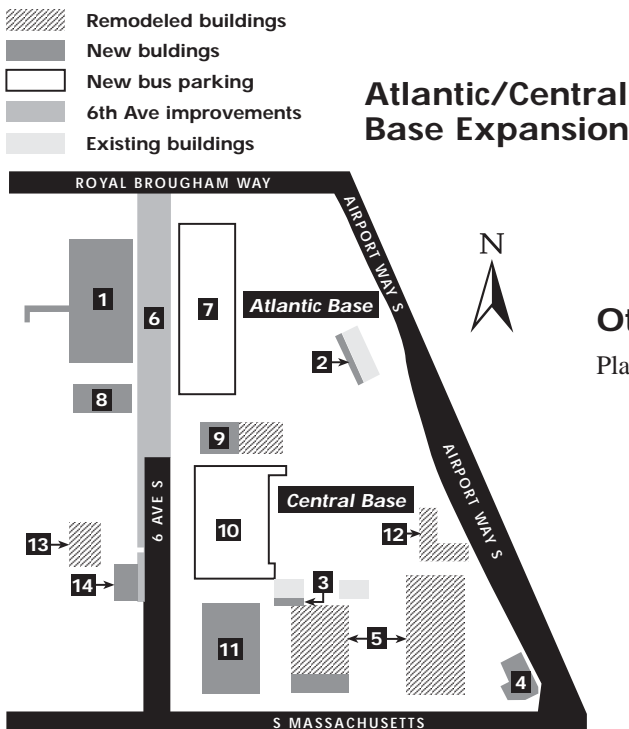 Remodeled buildings
New buldings
New bus parking
6th Ave improvements
Existing buildings
Atlantic/Central
Base Expansion
ROYAL BROUGHAM WAY
AIRPORT WAY S
N
1
6
7
Atlantic Base
2
Ot
Pla
8
9
6 AVE S
Central Base
AIRPORT WAY S
10
12
13
14
3
11
5
4
S MASSACHUSETTS